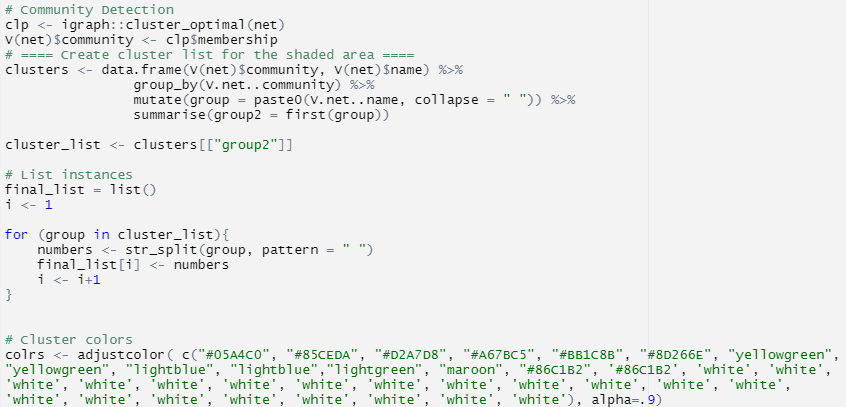 # Community Detection
clp <- igraph::cluster_optimal(net)
V(net)$community <- clp$membership
# ==== Create cluster list for the shaded area ====
clusters <- data.frame(V(net)$community, V(net)$name) %>%
                group_by(V.net..community) %>%
                mutate(group = paste0(V.net..name, collapse = " ")) %>%
                summarise(group2 = first(group))
cluster_list <- clusters[["group2"]]
# List instances
final_list = list()
i <- 1
for (group in cluster_list){
    numbers <- str_split(group, pattern = " ")
    final_list[i] <- numbers
    i <- i+1
}
# Cluster colors
colrs <- adjustcolor( c("#05A4C0", "#85CEDA", "#D2A7D8", "#A67BC5", "#BB1C8B", "#8D266E", "yellowgreen",
"yellowgreen", "lightblue", "lightblue","lightgreen", "maroon", "#86C1B2", '#86C1B2', 'white', 'white',
'white', 'white', 'white', 'white', 'white', 'white', 'white', 'white', 'white', 'white', 'white',
'white', 'white', 'white', 'white', 'white', 'white', 'white', 'white'), alpha=.9)